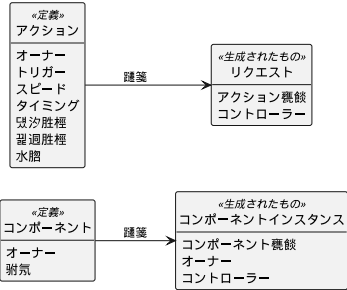 «定義»
アクション
オーナー
トリガー
スピード
タイミング
水
«生成されたもの»
リクエスト
アクション
コントローラー
«定義»
コンポーネント
オーナー
«生成されたもの»
コンポーネントインスタンス
コンポーネント
オーナー
コントローラー